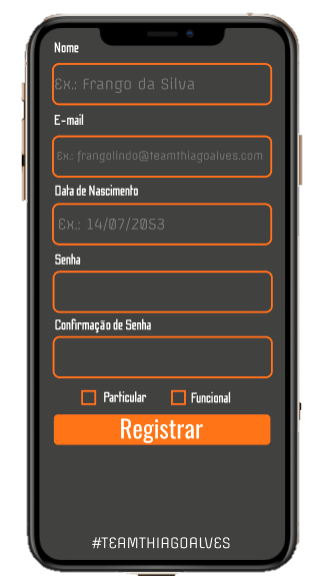 Nome
Ex.: Frango da Silva
E-mail
Ex.: frangolindo@teamthiagoalves.com
Data de Nascimento
Ex.: 14/07/2053
Senha
Confirmação de Senha
Particular Funcional
Registrar
#TEAMTHIAGOALVES